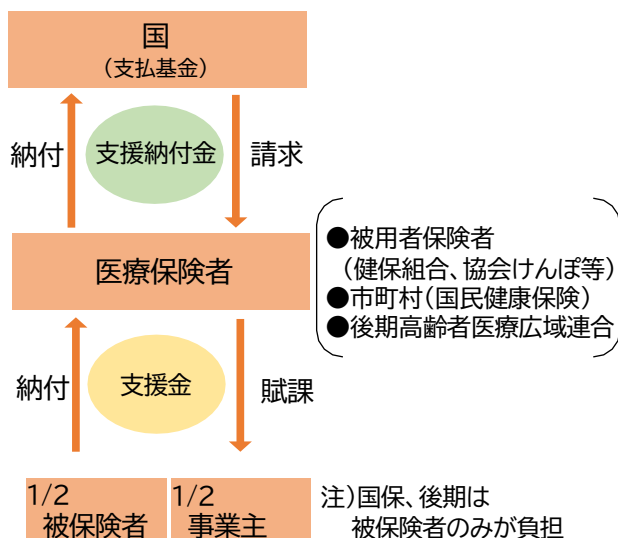 国
（支払基金）
納付
支援納付金
請求
医療保険者
●被用者保険者
（健保組合、協会けんぽ等）
●市町村（国民健康保険）
●後期高齢者医療広域連合
納付
支援金
賦課
1/2
被保険者
1/2
事業主
注）国保、後期は
被保険者のみが負担